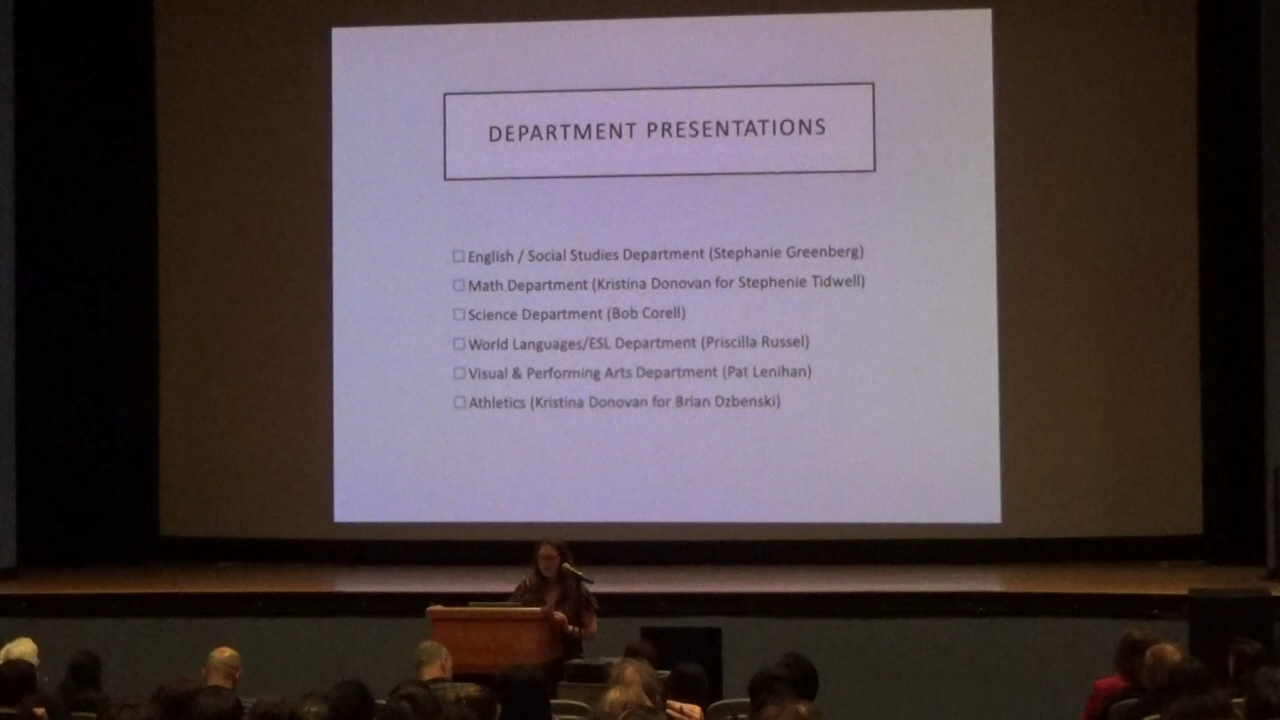 DEPARTMENT PRESENTATIONS
English / Social Studies Department (Stephanie Greenberg)
Math Department (Kristina Donovan for Stephenie Tidwell)
Science Department (Bob Corell)
World Languages/ESL Department (Priscilla Russel)
Visual & Performing Arts Department (Pat Lenihan)
Athletics (Kristina Donovan for Brian Dzbenski)